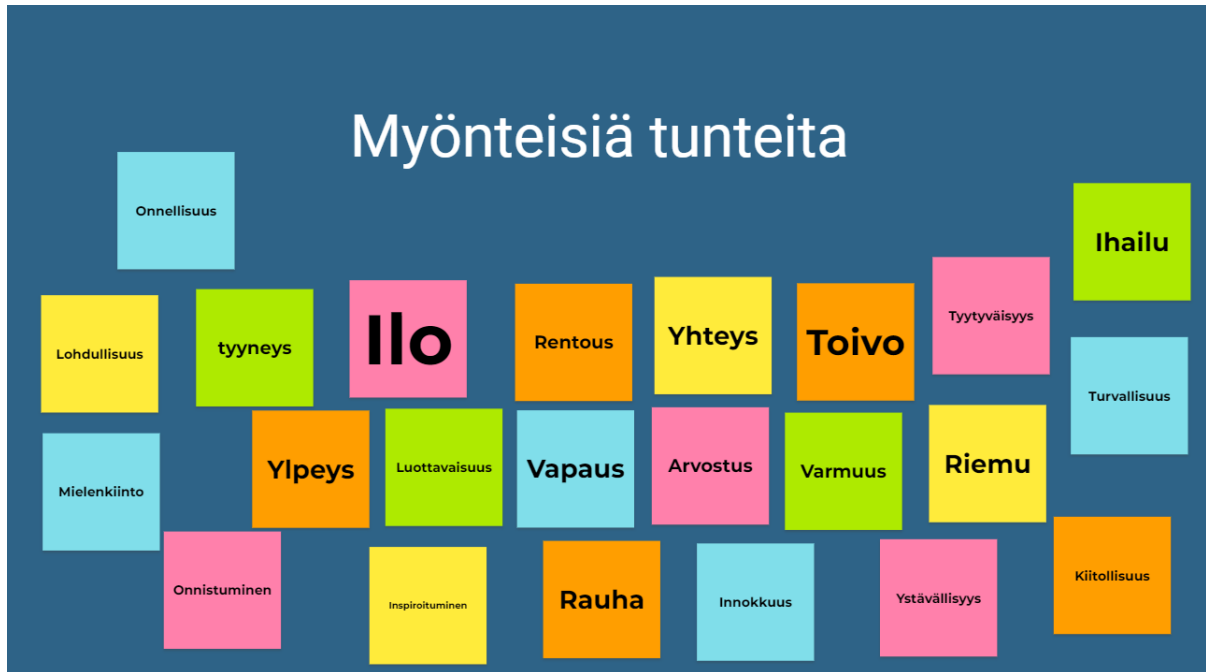 Myönteisiä tunteita
Onnellisuus
Ihailu
Lohdullisuus
tyyneys
Ilo
Rentous
Yhteys
Toivo
Tyytyväisyys
Turvallisuus
Mielenkiinto
Ylpeys
Luottavaisuus
Vapaus
Arvostus
Varmuus
Riemu
Onnistuminen
Inspiroituminen
Rauha
Innokkuus
Ystävällisyys
Kiitollisuus